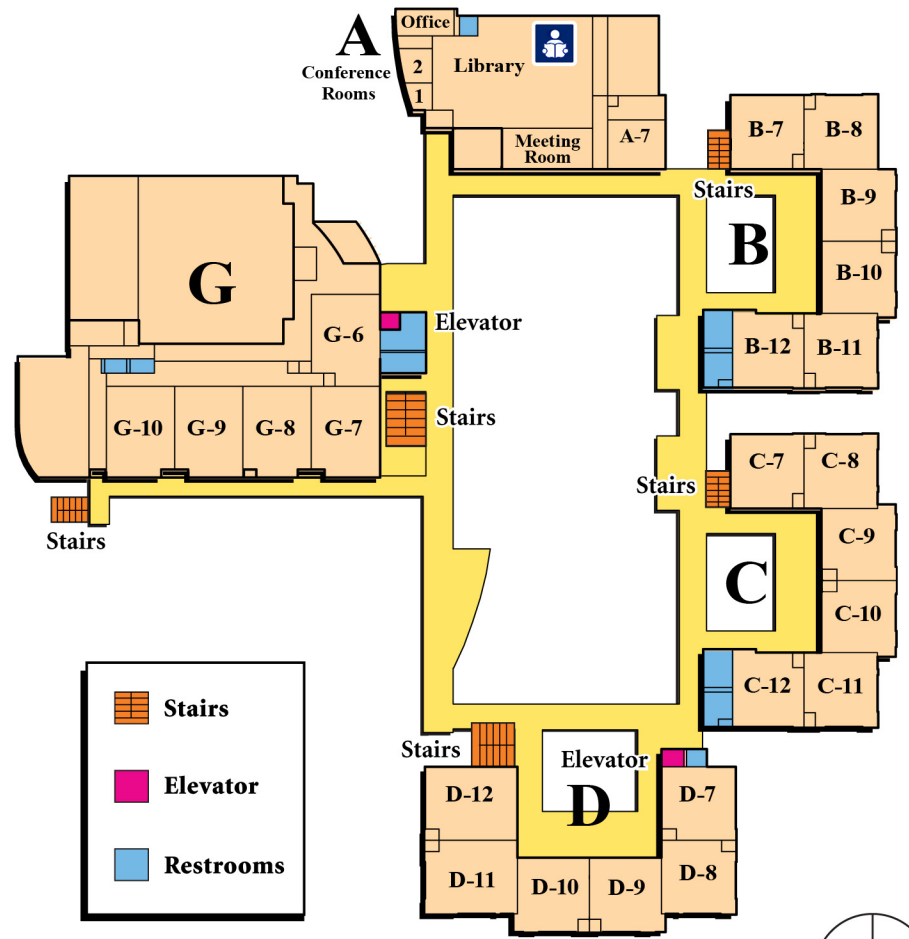 A
Conference
Rooms
Office
2
1
Library
Meeting
Room
A-7
B-7
B-8
Stairs
B-9
B
B-10
B-12
B-11
G
G-6
Elevator
G-10
G-9
G-8
G-7
Stairs
Stairs
C-7
C-8
Stairs
C-9
C
C-10
C-12
C-11
Stairs
Elevator
D
D-12
D-7
D-11
D-10
D-9
D-8
Stairs
Elevator
Restrooms